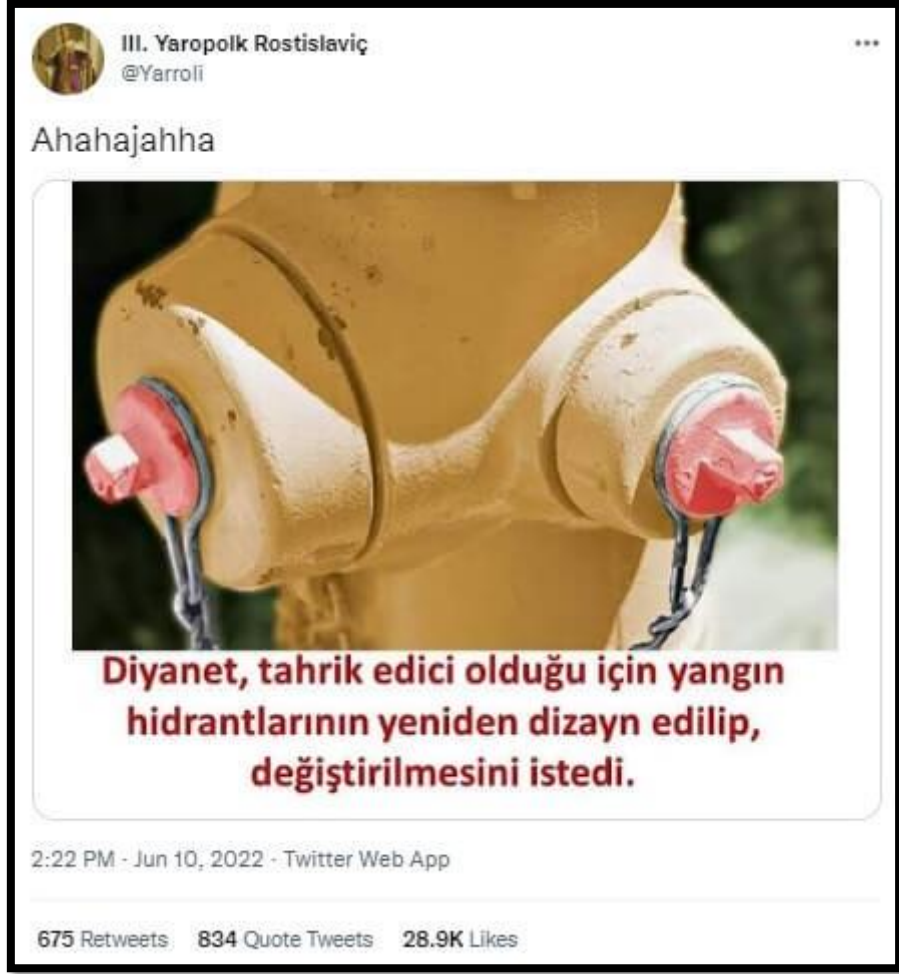 III. Yaropolk Rostislaviç
@Yarroli
Ahahajahha
Diyanet, tahrik edici olduğu için yangın
hidrantlarının yeniden dizayn edilip,
değiştirilmesini istedi.
2:22 PM · Jun 10, 2022 · Twitter Web App
675 Retweets 834 Quote Tweets 28.9K Likes